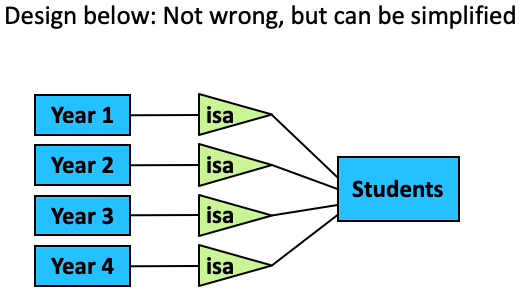 Design below: Not wrong, but can be simplified
Year 1 isa
Year 2 isa
Students
Year 3 isa
Year 4 isa